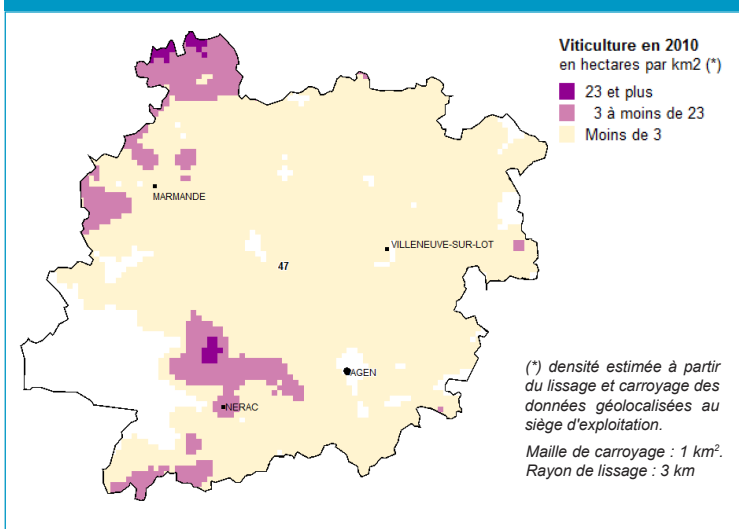 Viticulture en 2010
en hectares par km2 (*)
23 et plus
3 à moins de 23
Moins de 3
MARMANDE
VILLENEUVE-SUR-LOT
47
AGEN
NERAC
(*) densité estimée à partir
du lissage et carroyage des
données géolocalisées au
siège d'exploitation.
Maille de carroyage : 1 km².
Rayon de lissage : 3 km